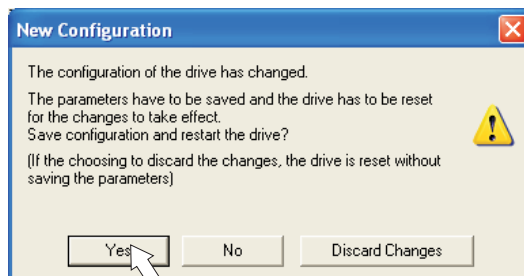 New Configuration
The configuration of the drive has changed.
The parameters have to be saved and the drive has to be reset
for the changes to take effect.
Save configuration and restart the drive?
(If the choosing to discard the changes, the drive is reset without
saving the parameters)
Yes No Discard Changes